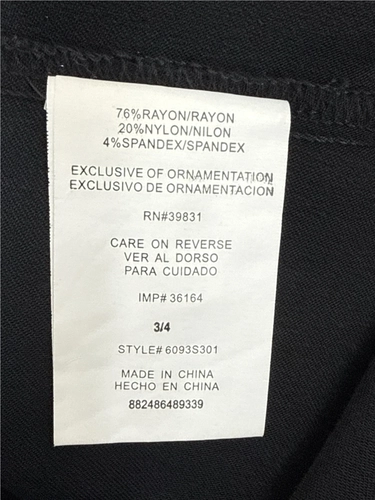 76%RAYON/RAYON
20%NYLON/NILON
4%SPANDEX/SPANDEX
EXCLUSIVE OF ORNAMENTATION
EXCLUSIVO DE ORNAMENTACION
RN#39831
CARE ON REVERSE
VER AL DORSO
PARA CUIDADO
IMP# 36164
3/4
STYLE# 6093S301
MADE IN CHINA
HECHO EN CHINA
882486489339